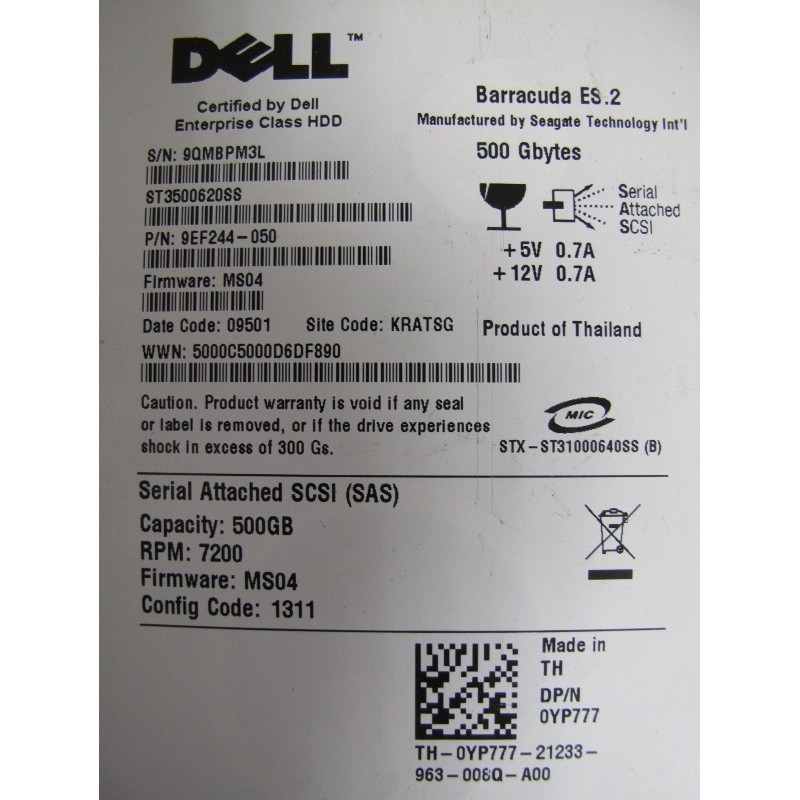 DELL™
Certified by Dell
Enterprise Class HDD
Barracuda ES.2
Manufactured by Seagate Technology Int'l
S/N: 9QMBPM3L
500 Gbytes
ST3500620SS
Serial
Attached
SCSI
P/N: 9EF244-050
+5V 0.7A
+12V 0.7A
Firmware: MS04
Date Code: 09501 Site Code: KRATSG
Product of Thailand
WWN: 5000C5000D6DF890
Caution. Product warranty is void if any seal
or label is removed, or if the drive experiences
shock in excess of 300 Gs.
MIC
STX-ST31000640SS (B)
Serial Attached SCSI (SAS)
Capacity: 500GB
RPM: 7200
Firmware: MS04
Config Code: 1311
Made in
TH
DP/N
0YP777
TH-0YP777-21233-
963-008Q-A00